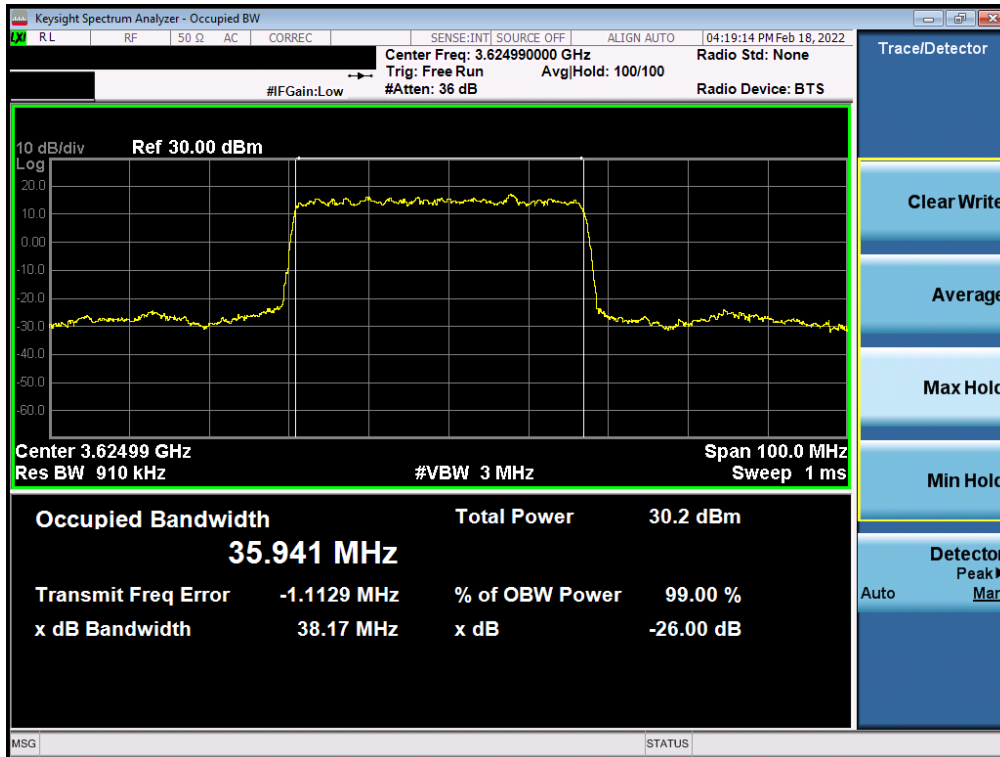 Keysight Spectrum Analyzer - Occupied BW
LXI RL RF 50 Ω AC CORREC SENSE:INT SOURCE OFF ALIGN AUTO 04:19:14 PM Feb 18, 2022
Center Freq: 3.624990000 GHz Radio Std: None
Trig: Free Run Avg|Hold: 100/100
#IFGain:Low #Atten: 36 dB Radio Device: BTS
Trace/Detector
10 dB/div Ref 30.00 dBm
Log
20.0
10.0
0.00
-10.0
-20.0
-30.0
-40.0
-50.0
-60.0
Center 3.62499 GHz Span 100.0 MHz
Res BW 910 kHz #VBW 3 MHz Sweep 1 ms
Occupied Bandwidth Total Power 30.2 dBm
35.941 MHz
Transmit Freq Error -1.1129 MHz % of OBW Power 99.00 %
x dB Bandwidth 38.17 MHz x dB -26.00 dB
Clear Write
Average
Max Hold
Min Hold
Detector
Peak
Auto Man
MSG STATUS